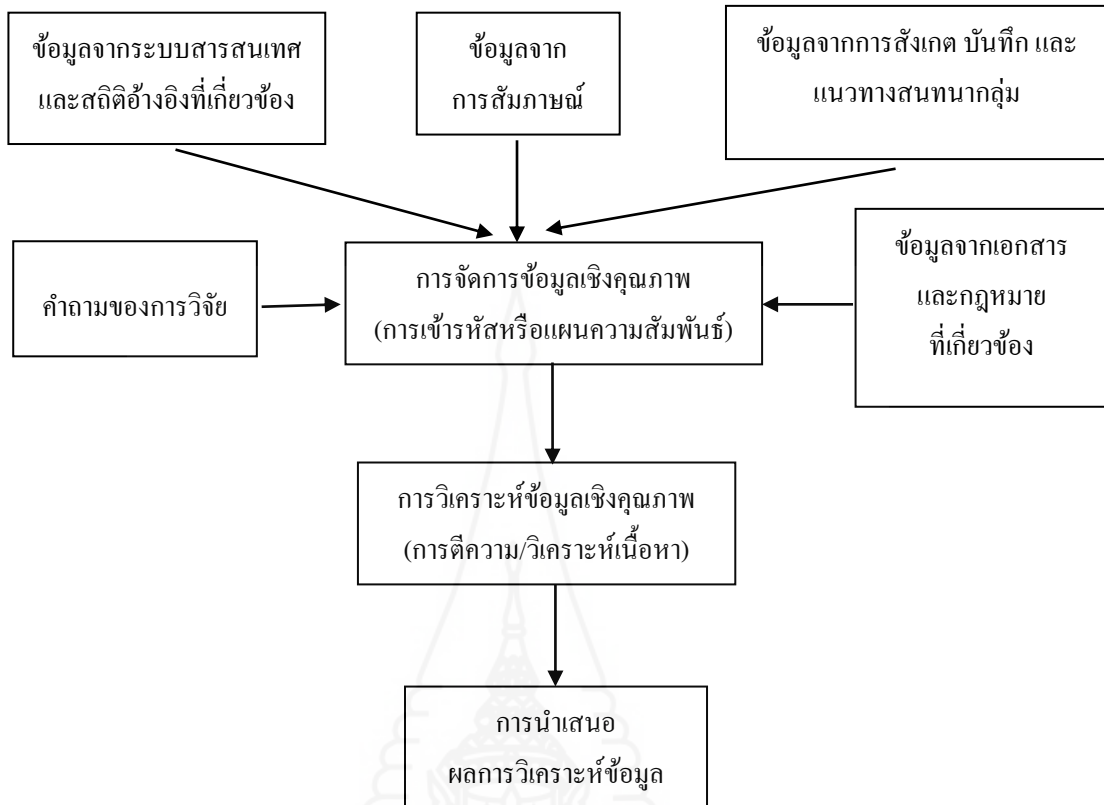 ข้อมูลจากระบบสารสนเทศ
และสถิติอ้างอิงที่เกี่ยวข้อง
ข้อมูลจาก
การสัมภาษณ์
ข้อมูลจากการสังเกต บันทึก และ
แนวทางสนทนากลุ่ม
คำถามของการวิจัย
การจัดการข้อมูลเชิงคุณภาพ
(การเข้ารหัสหรือแผนความสัมพันธ์)
ข้อมูลจากเอกสาร
และกฎหมาย
ที่เกี่ยวข้อง
การวิเคราะห์ข้อมูลเชิงคุณภาพ
(การตีความ/วิเคราะห์เนื้อหา)
การนำเสนอ
ผลการวิเคราะห์ข้อมูล